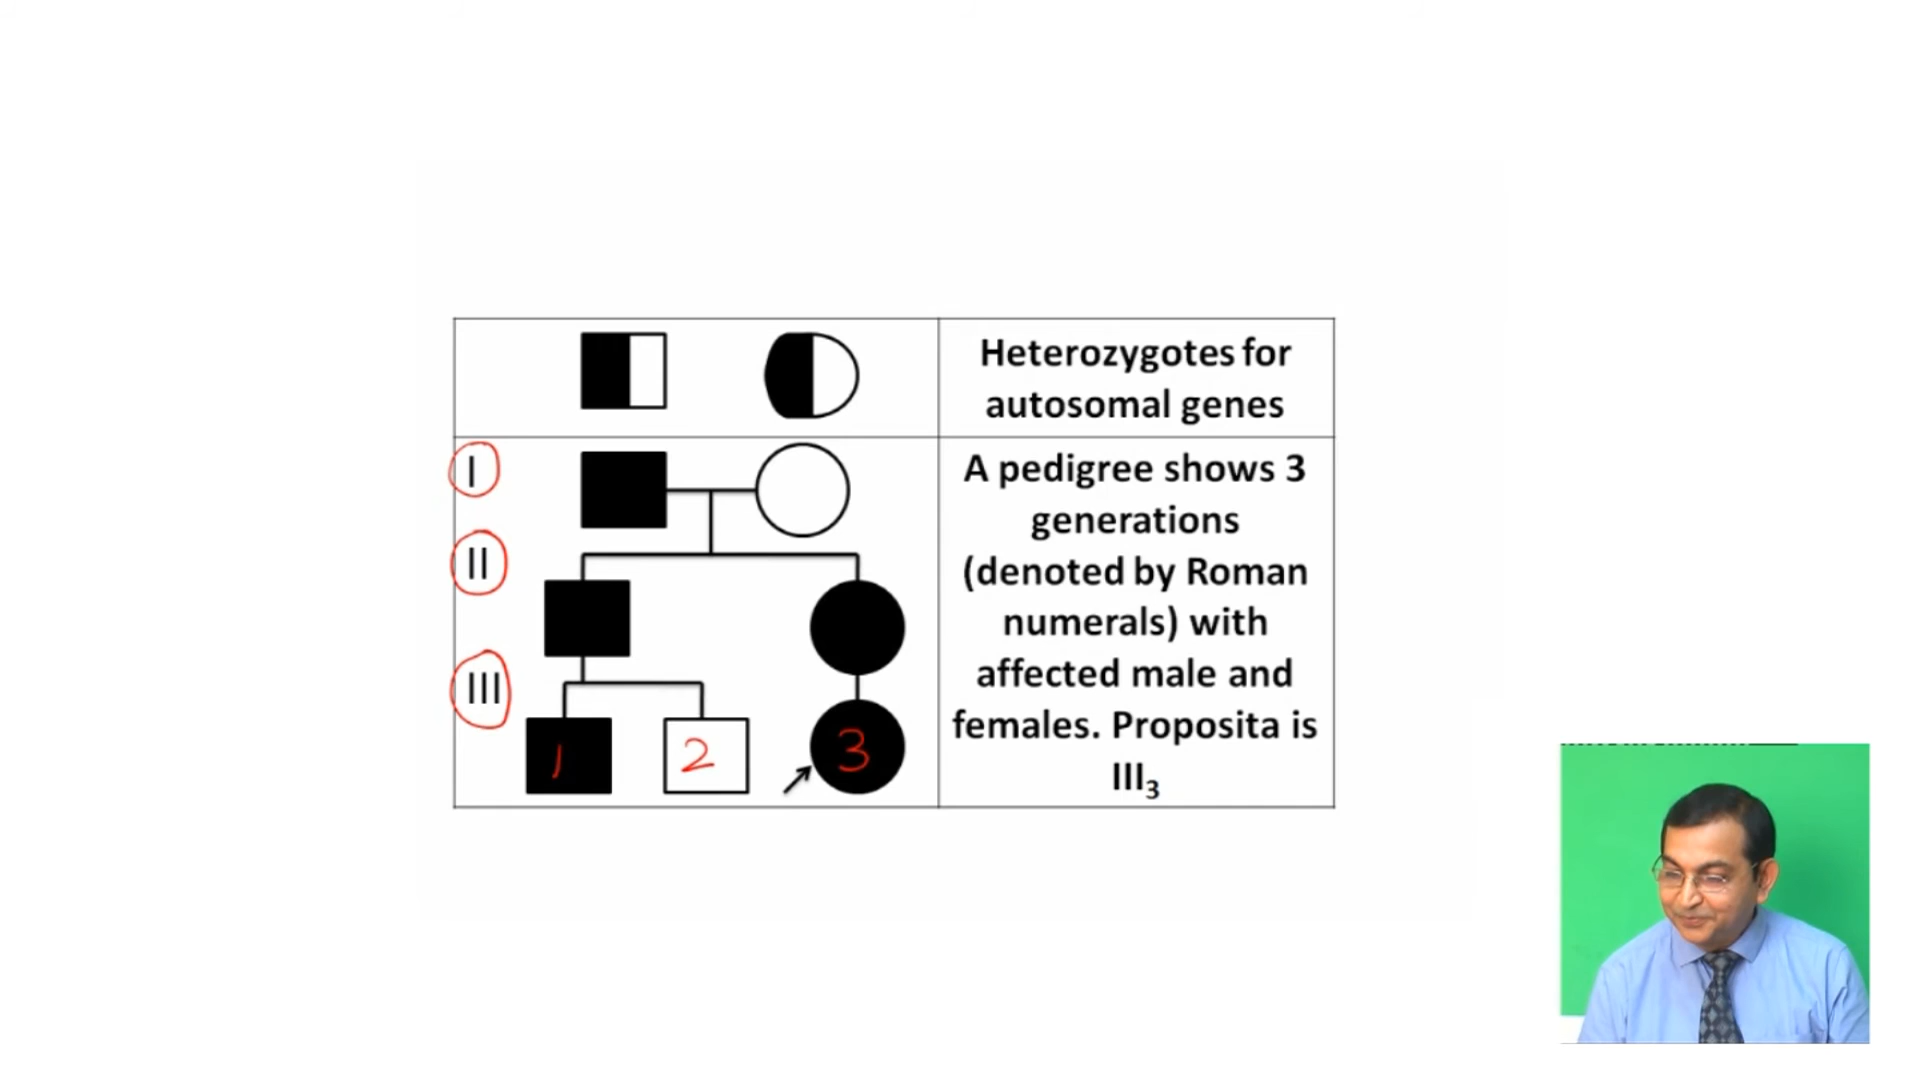 Heterozygotes for
autosomal genes
I
II
III
1 2 3
A pedigree shows 3
generations
(denoted by Roman
numerals) with
affected male and
females. Proposita is
III₃